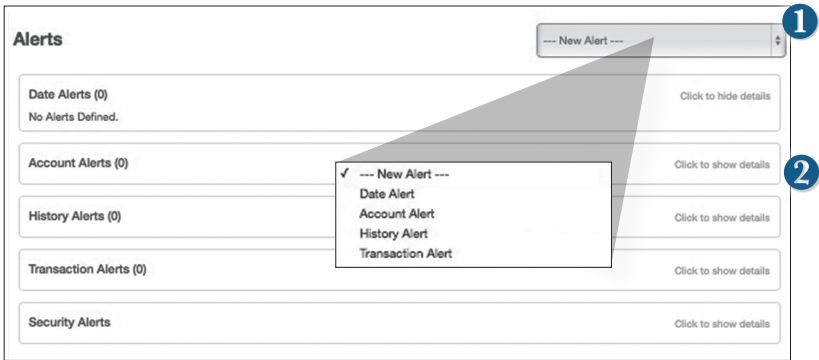 1
Alerts
--- New Alert ---
Date Alerts (0)
Click to hide details
No Alerts Defined.
Account Alerts (0)
Click to show details
2
✓ --- New Alert ---
Date Alert
Account Alert
History Alert
Transaction Alert
History Alerts (0)
Click to show details
Transaction Alerts (0)
Click to show details
Security Alerts
Click to show details